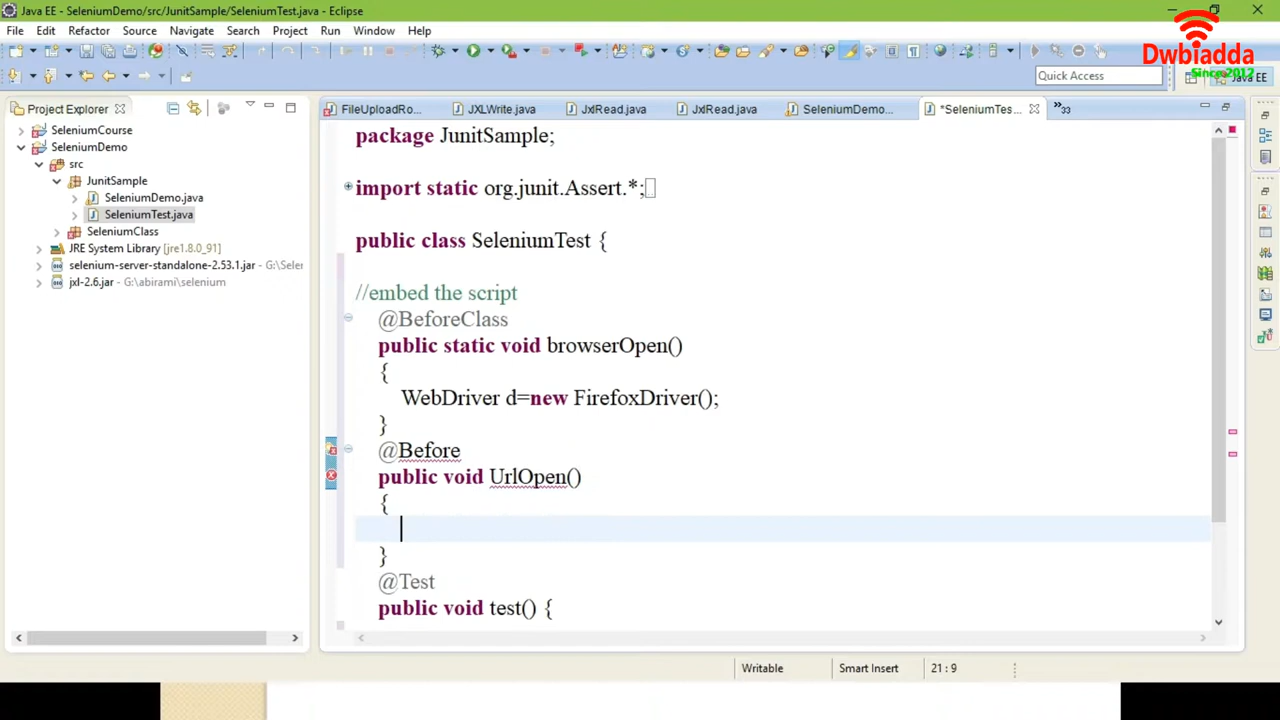 Java EE - SeleniumDemo/src/JunitSample/SeleniumTest.java - Eclipse
File Edit Refactor Source Navigate Search Project Run Window Help
Dwbiadda
Since 2012
Quick Access
Java EE
Project Explorer
FileUploadRo...
JXLWrite.java
JxlRead.java
JxlRead.java
SeleniumDemo...
*SeleniumTes...
33
SeleniumCourse
SeleniumDemo
src
JunitSample
SeleniumDemo.java
SeleniumTest.java
SeleniumClass
JRE System Library [jre1.8.0_91]
selenium-server-standalone-2.53.1.jar - G:\Seler
jxl-2.6.jar - G:\abirami\selenium
package JunitSample;
import static org.junit.Assert.*;
public class SeleniumTest {
//embed the script
@BeforeClass
public static void browserOpen()
{
WebDriver d=new FirefoxDriver();
}
@Before
public void UrlOpen()
{
}
@Test
public void test() {
Writable
Smart Insert
21 : 9